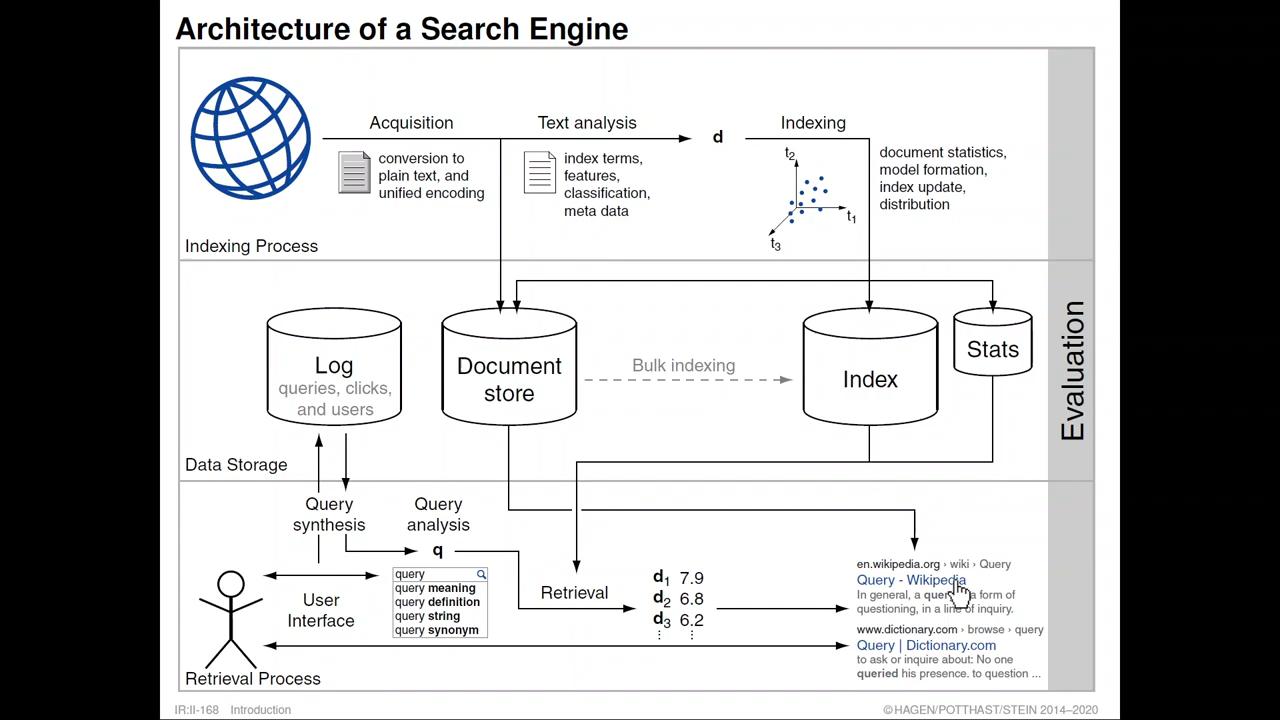 Architecture of a Search Engine
Acquisition
conversion to
plain text, and
unified encoding
Text analysis
index terms,
features,
classification,
meta data
d
Indexing
t2
t1
t3
document statistics,
model formation,
index update,
distribution
Indexing Process
Log
queries, clicks,
and users
Document
store
Bulk indexing
Index
Stats
Evaluation
Data Storage
Query
synthesis
Query
analysis
q
User
Interface
query
query meaning
query definition
query string
query synonym
Retrieval
d1 7.9
d2 6.8
d3 6.2
⋮ ⋮
en.wikipedia.org › wiki › Query
Query - Wikipedia
In general, a a form of
questioning, in a line of inquiry.
www.dictionary.com › browse › query
Query | Dictionary.com
to ask or inquire about: No one
queried his presence. to question ...
Retrieval Process
IR:II-168 Introduction
©HAGEN/POTTHAST/STEIN 2014–2020